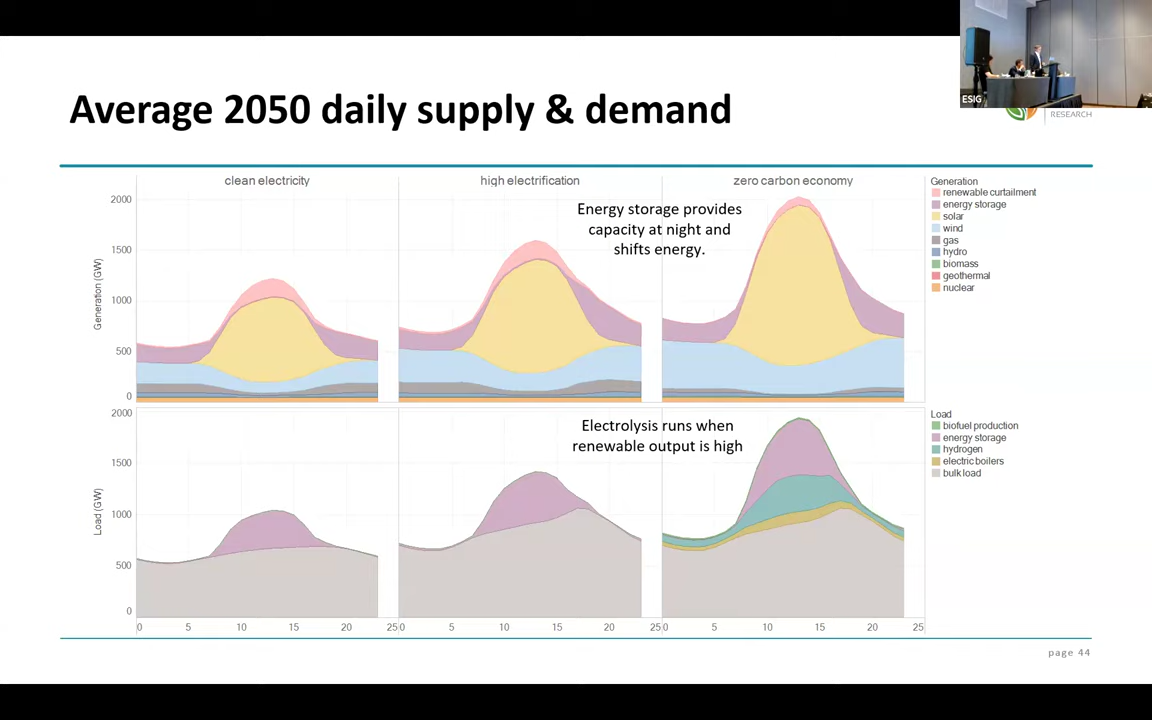 ESIG
RESEARCH
Average 2050 daily supply & demand
clean electricity
high electrification
zero carbon economy
Generation (GW)
2000
1500
1000
500
0
Energy storage provides
capacity at night and
shifts energy.
Generation
renewable curtailment
energy storage
solar
wind
gas
hydro
biomass
geothermal
nuclear
Load (GW)
2000
1500
1000
500
0
Electrolysis runs when
renewable output is high
Load
biofuel production
energy storage
hydrogen
electric boilers
bulk load
0 5 10 15 20 25 0 5 10 15 20 25 0 5 10 15 20 25
page 44